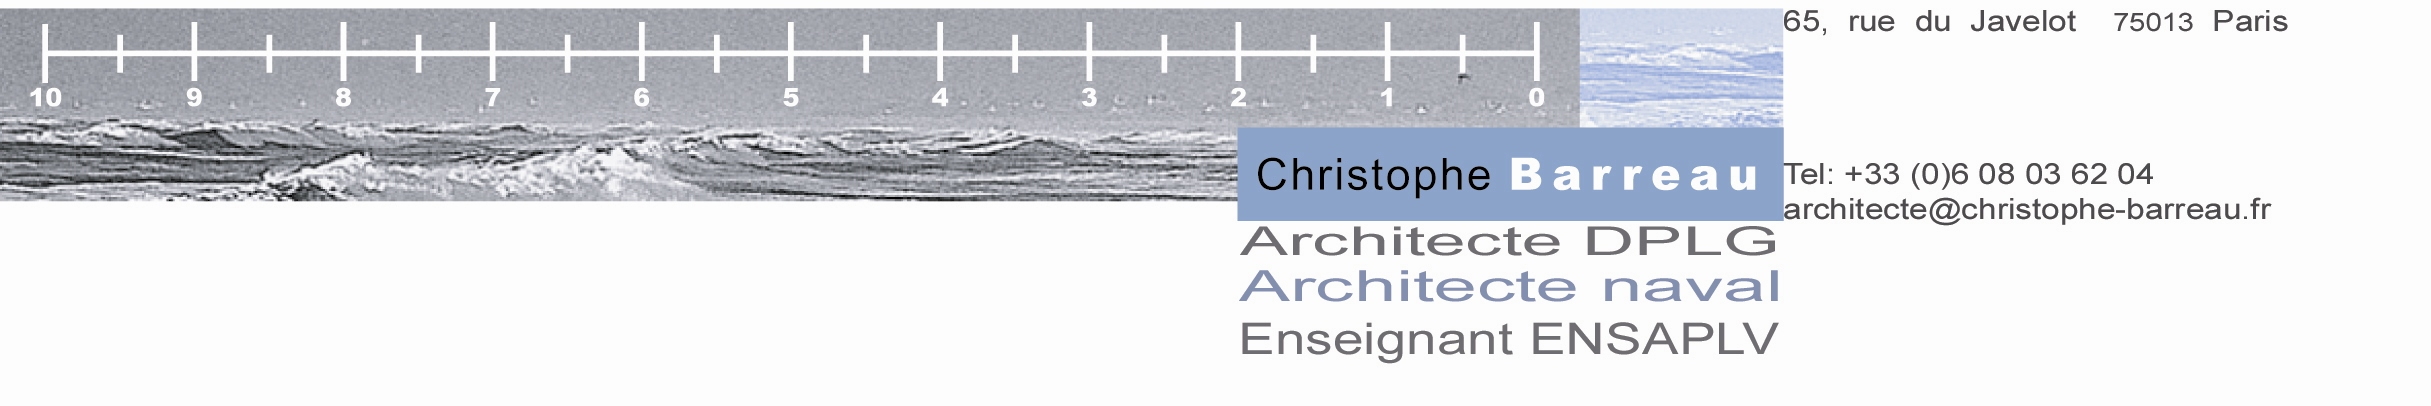 10 9 8 7 6 5 4 3 2 1 0
Christophe Barreau
Architecte DPLG
Architecte naval
Enseignant ENSAPLV
65, rue du Javelot 75013 Paris
Tel: +33 (0)6 08 03 62 04
architecte@christophe-barreau.fr